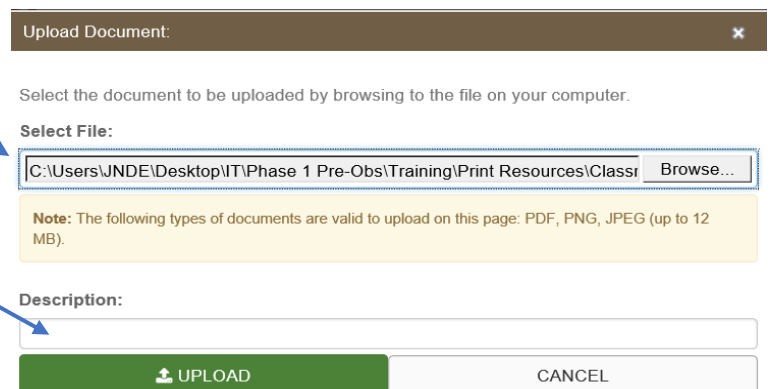 Upload Document:
Select the document to be uploaded by browsing to the file on your computer.
Select File:
C:\Users\JNDE\Desktop\IT\Phase 1 Pre-Obs\Training\Print Resources\Classr Browse...
Note: The following types of documents are valid to upload on this page: PDF, PNG, JPEG (up to 12
MB).
Description:
UPLOAD CANCEL